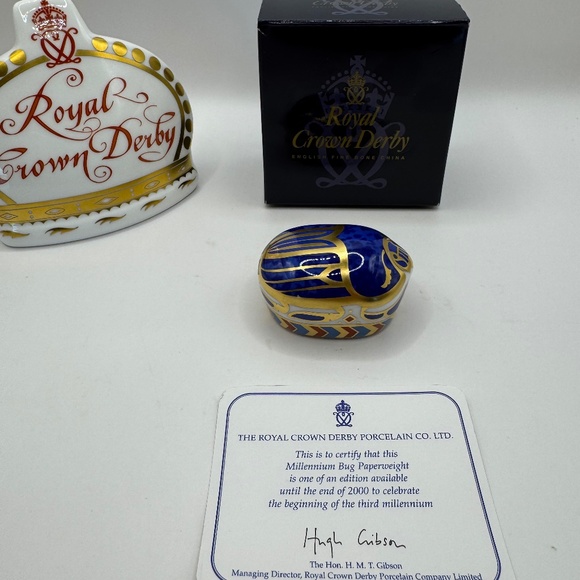 Royal
Crown Derby
Royal
Crown Derby
ENGLISH FINE BONE CHINA
THE ROYAL CROWN DERBY PORCELAIN CO. LTD.
This is to certify that this
Millennium Bug Paperweight
is one of an edition available
until the end of 2000 to celebrate
the beginning of the third millennium
Hugh Gibson
The Hon. H. M. T. Gibson
Managing Director, Royal Crown Derby Porcelain Company Limited